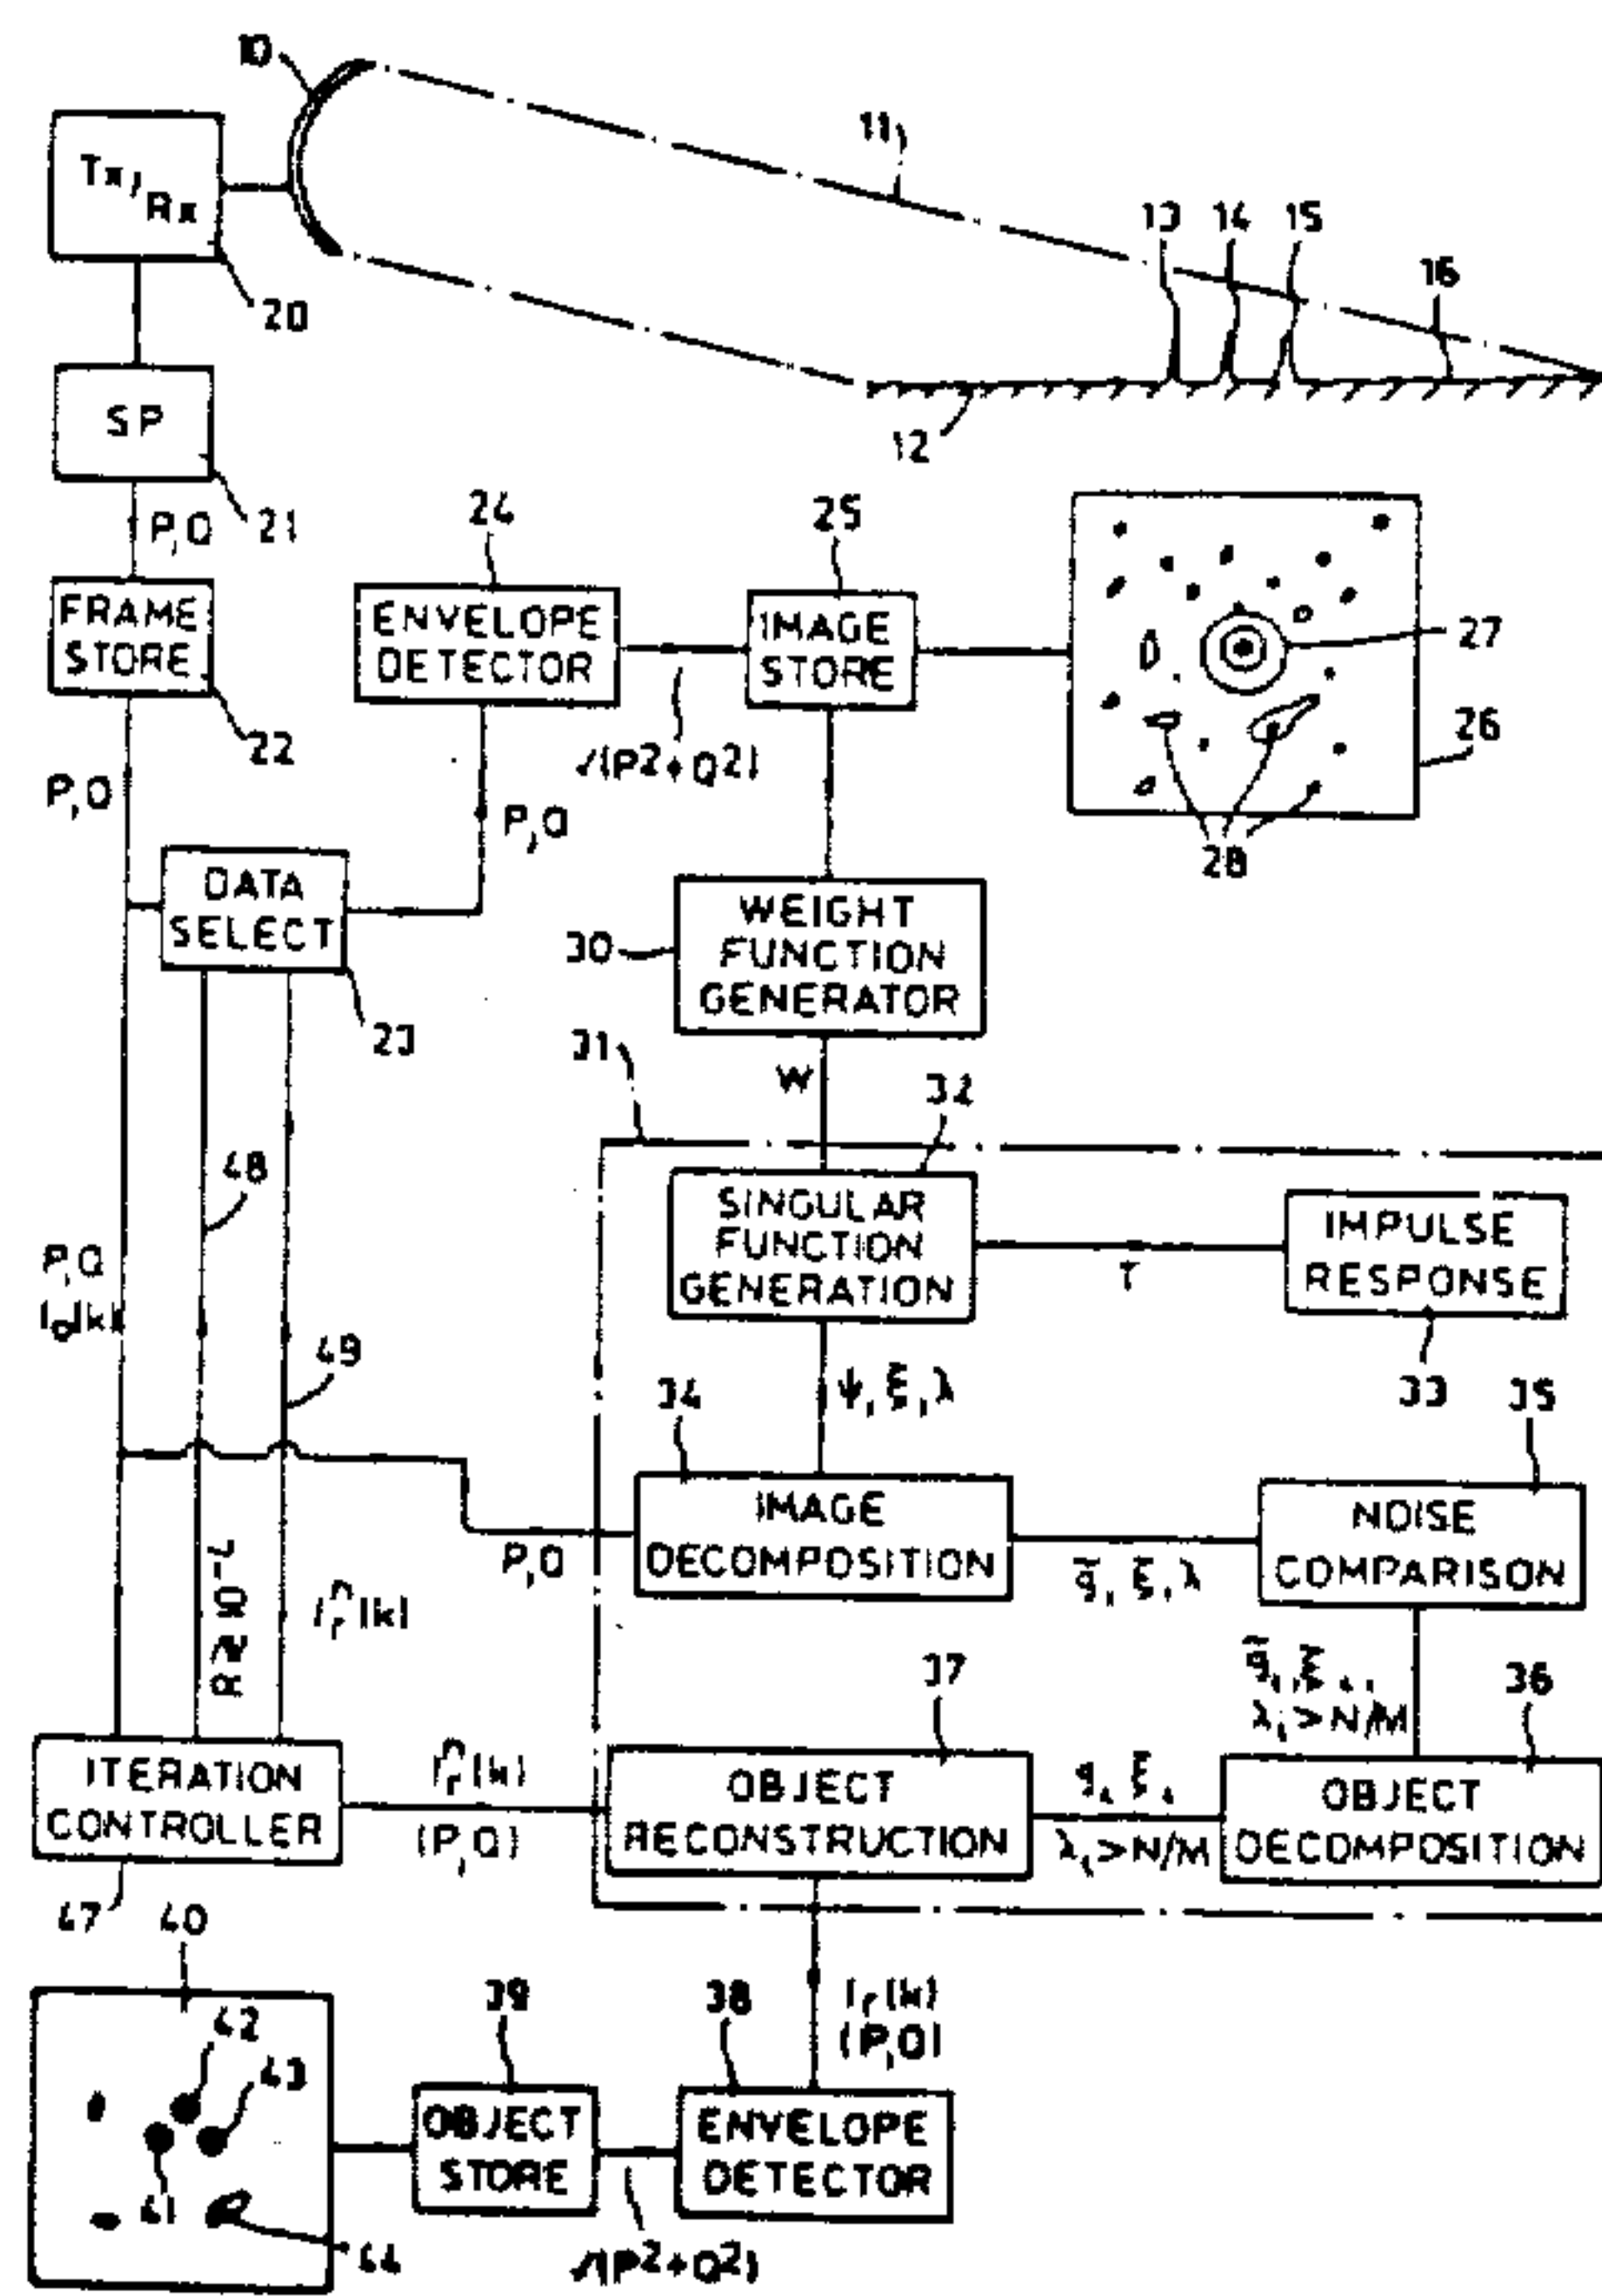 10
11
Tx,
Rx
13 14 15
16
20
12
SP
21
P,Q
24
25
FRAME
STORE
ENVELOPE
DETECTOR
IMAGE
STORE
27
22
26
√(P²+Q²)
P,Q
P,Q
28
DATA
SELECT
WEIGHT
FUNCTION
GENERATOR
30
23
31
W
32
48
SINGULAR
FUNCTION
GENERATION
IMPULSE
RESPONSE
T
P,Q
49
33
34
ψ, ξ, λ
35
IMAGE
DECOMPOSITION
NOISE
COMPARISON
P,Q
37
36
ITERATION
CONTROLLER
(P,Q)
OBJECT
RECONSTRUCTION
λᵢ>N/M
λᵢ>N/M
OBJECT
DECOMPOSITION
47
40
39
38
Iᵣ(k)
(P,Q)
42
43
OBJECT
STORE
ENVELOPE
DETECTOR
41
44
√(P²+Q²)